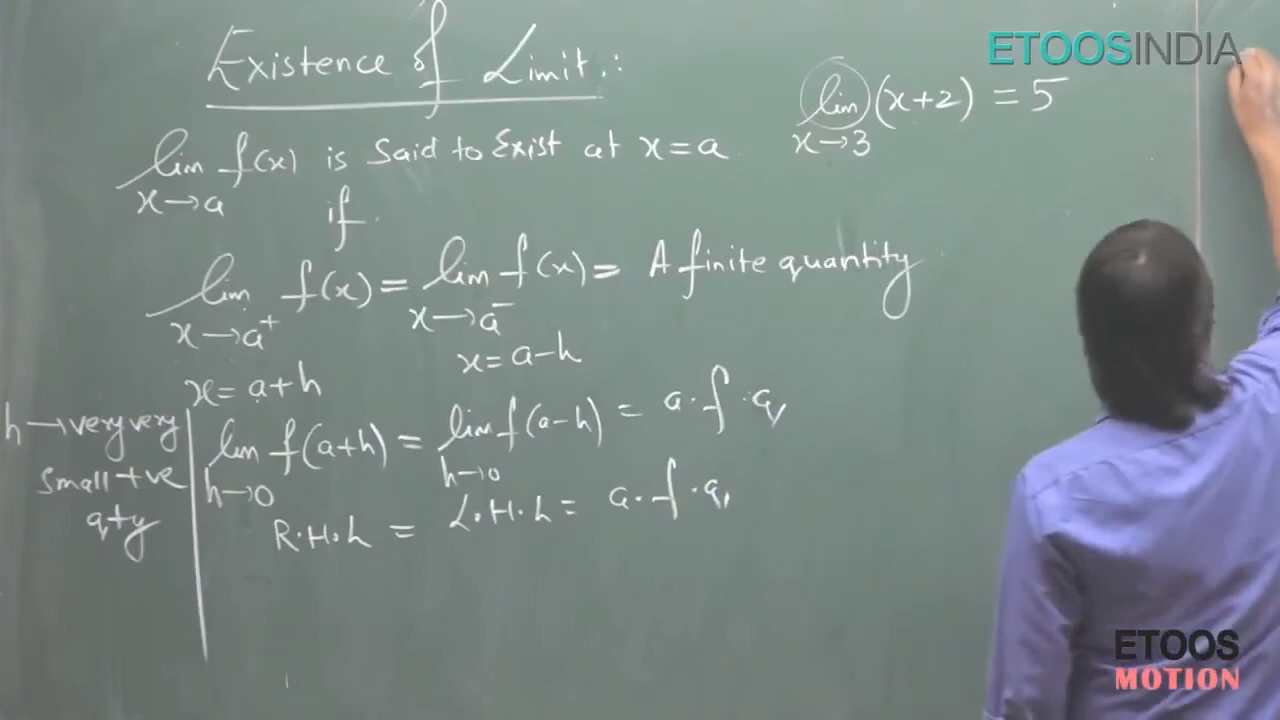 Existence of Limit:
lim f(x) is said to Exist at x=a
x→a if
lim f(x) = lim f(x) = A finite quantity
x→a⁺ x→a⁻
x=a+h x=a-h
h→very very small +ve qty
lim f(a+h) = lim f(a-h) = a.f.q
h→0 h→0
R.H.L = L.H.L = a.f.q.
lim (x+2) = 5
x→3
ETOOSINDIA
ETOOS
MOTION